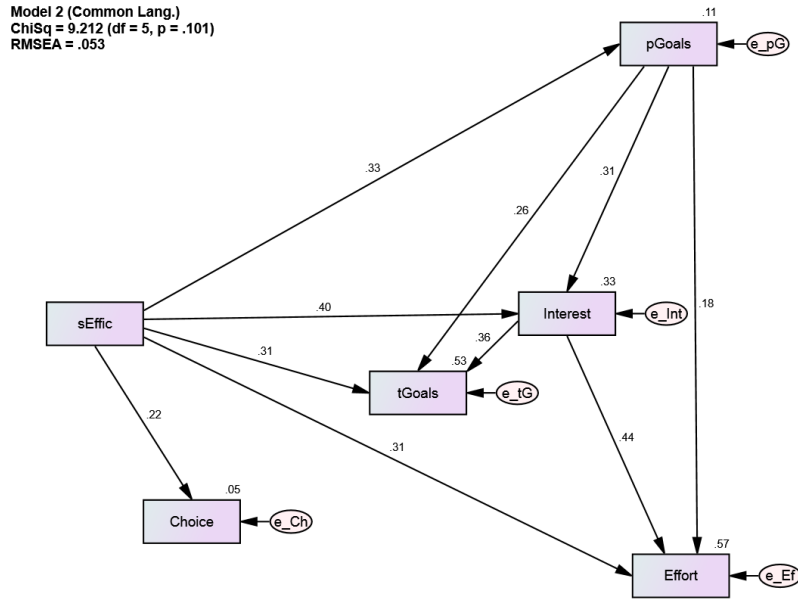 Model 2 (Common Lang.)
ChiSq = 9.212 (df = 5, p = .101)
RMSEA = .053
.11
pGoals
e_pG
.33
.31
.26
.33
sEffic
.40
Interest
e_Int
.18
.36
.31
.53
tGoals
e_tG
.22
.44
.31
.05
Choice
e_Ch
.57
Effort
e_Ef